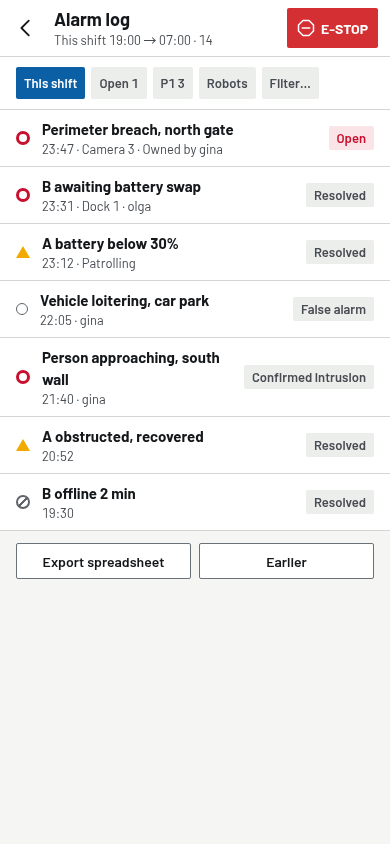 Alarm log
This shift 19:00 → 07:00 · 14
E-STOP
This shift
Open 1
P1 3
Robots
Filter...
Perimeter breach, north gate
23:47 · Camera 3 · Owned by gina
Open
B awaiting battery swap
23:31 · Dock 1 · olga
Resolved
A battery below 30%
23:12 · Patrolling
Resolved
Vehicle loitering, car park
22:05 · gina
False alarm
Person approaching, south
wall
21:40 · gina
Confirmed intrusion
A obstructed, recovered
20:52
Resolved
B offline 2 min
19:30
Resolved
Export spreadsheet
Earlier